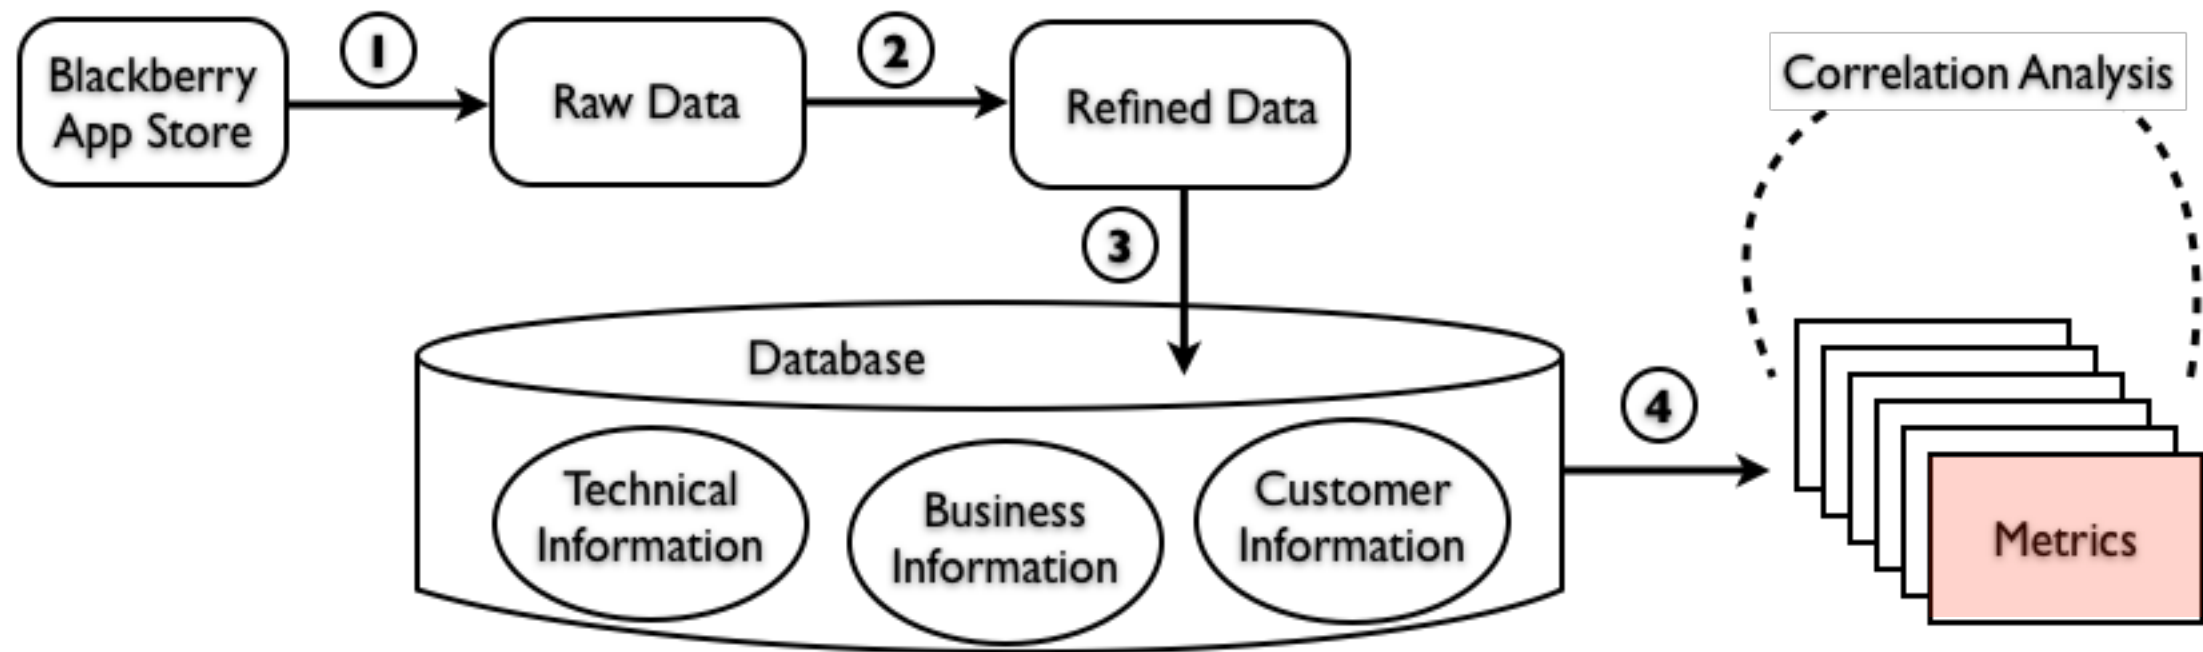 Blackberry
App Store
1
Raw Data
2
Refined Data
Correlation Analysis
3
Database
4
Technical
Information
Business
Information
Customer
Information
Metrics